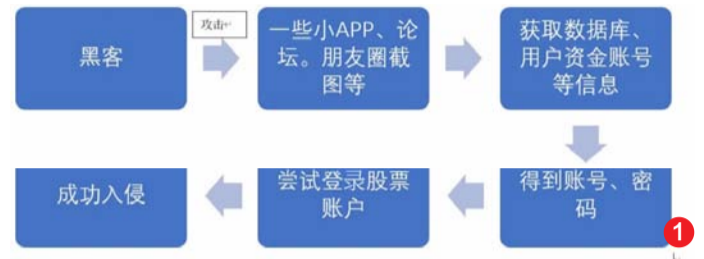 黑客
攻击
一些小APP、论
坛。朋友圈截
图等
获取数据库、
用户资金账号
等信息
得到账号、密
码
尝试登录股票
账户
成功入侵
1